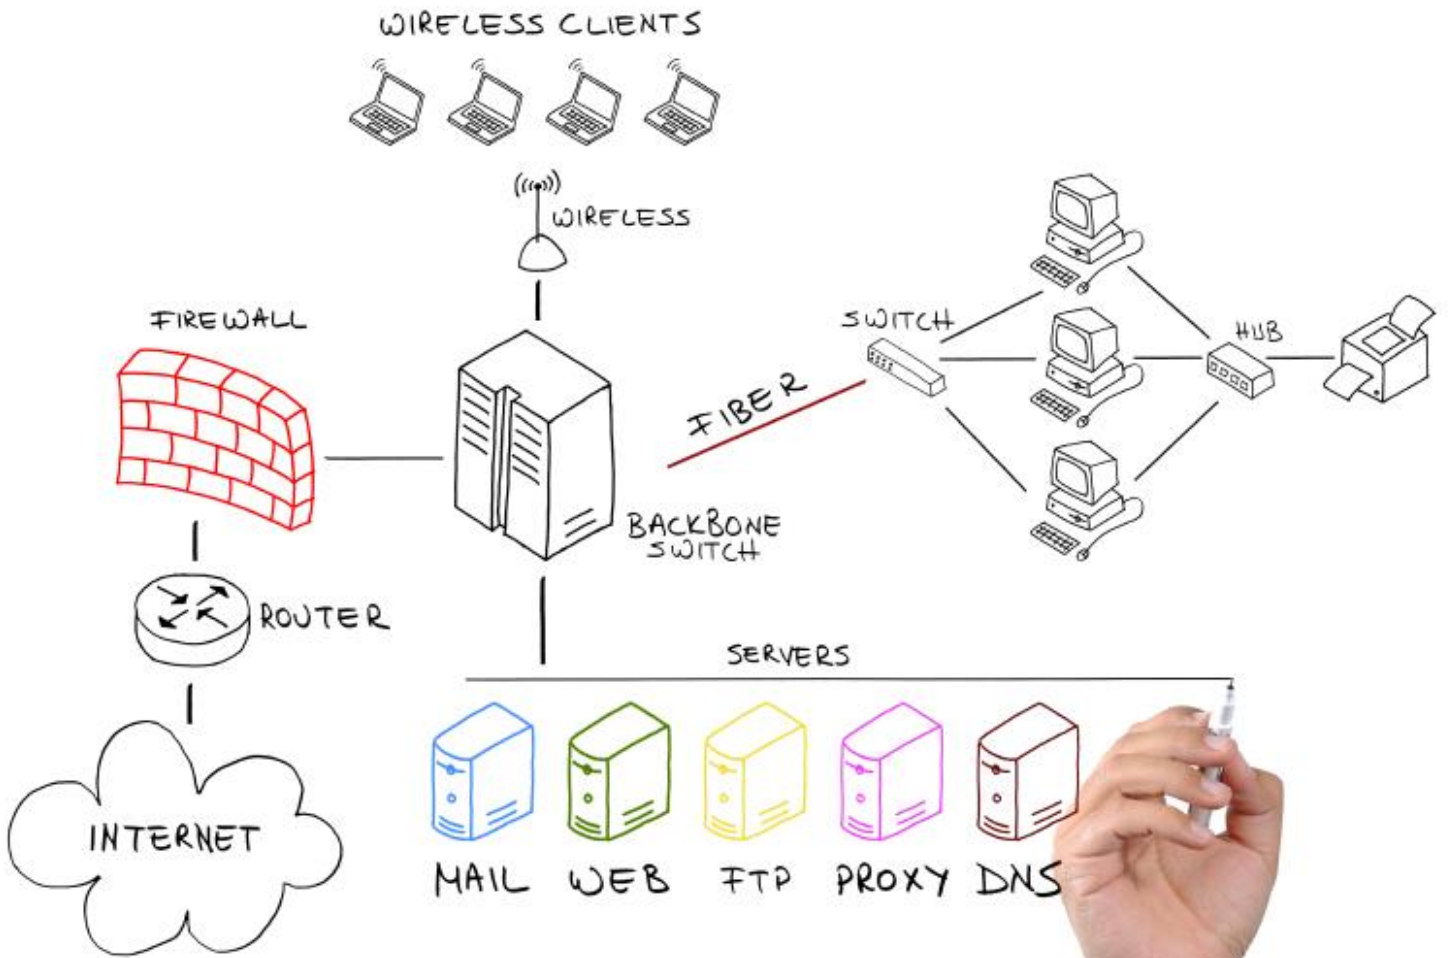 WIRELESS CLIENTS
WIRELESS
FIREWALL
SWITCH
HUB
FIBER
BACKBONE
SWITCH
ROUTER
SERVERS
INTERNET
MAIL
WEB
FTP
PROXY
DNS